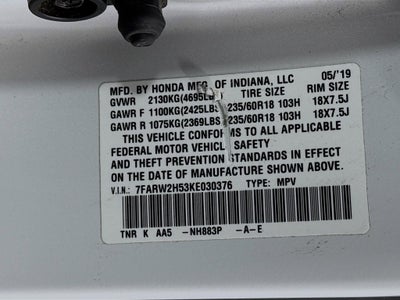 MFD. BY HONDA MFG. OF INDIANA, LLC 05/'19
GVWR 2130KG(4695LBS) TIRE SIZE RIM SIZE
GAWR F 1100KG(2425LBS) 235/60R18 103H 18X7.5J
GAWR R 1075KG(2369LBS) 235/60R18 103H 18X7.5J
THIS VEHICLE CONFORMS TO ALL APPLICABLE
FEDERAL MOTOR VEHICLE SAFETY, BUMPER,
AND THEFT PREVENTION STANDARDS IN EFFECT
ON THE DATE OF MANUFACTURE SHOWN ABOVE.
V.I.N.: 7FARW2H53KE030376 TYPE: MPV
TNR K AA5 -NH883P -A-E